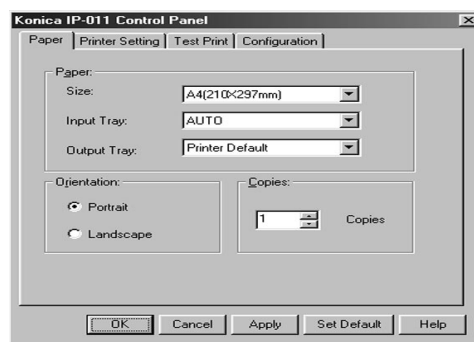 Konica IP-011 Control Panel
Paper Printer Setting Test Print Configuration
Paper:
Size: A4(210X297mm)
Input Tray: AUTO
Output Tray: Printer Default
Orientation:
Portrait
Landscape
Copies:
1 Copies
OK Cancel Apply Set Default Help